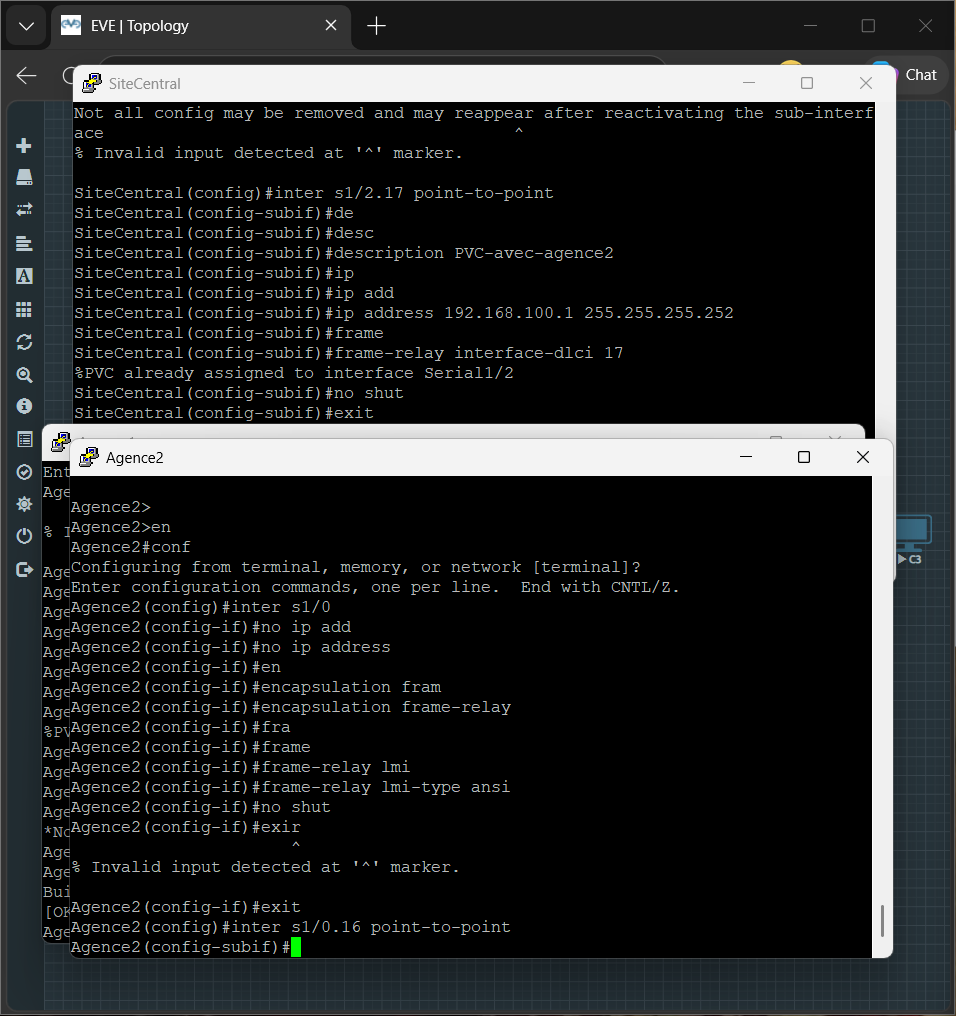 EVE | Topology
Chat
SiteCentral
Not all config may be removed and may reappear after reactivating the sub-interf
ace
^
% Invalid input detected at '^' marker.
SiteCentral(config)#inter s1/2.17 point-to-point
SiteCentral(config-subif)#de
SiteCentral(config-subif)#desc
SiteCentral(config-subif)#description PVC-avec-agence2
SiteCentral(config-subif)#ip
SiteCentral(config-subif)#ip add
SiteCentral(config-subif)#ip address 192.168.100.1 255.255.255.252
SiteCentral(config-subif)#frame
SiteCentral(config-subif)#frame-relay interface-dlci 17
%PVC already assigned to interface Serial1/2
SiteCentral(config-subif)#no shut
SiteCentral(config-subif)#exit
Agence2
Agence2>
Agence2>en
Agence2#conf
Configuring from terminal, memory, or network [terminal]?
Enter configuration commands, one per line.  End with CNTL/Z.
Agence2(config)#inter s1/0
Agence2(config-if)#no ip add
Agence2(config-if)#no ip address
Agence2(config-if)#en
Agence2(config-if)#encapsulation fram
Agence2(config-if)#encapsulation frame-relay
Agence2(config-if)#fra
Agence2(config-if)#frame
Agence2(config-if)#frame-relay lmi
Agence2(config-if)#frame-relay lmi-type ansi
Agence2(config-if)#no shut
Agence2(config-if)#exir
^
% Invalid input detected at '^' marker.
Agence2(config-if)#exit
Agence2(config)#inter s1/0.16 point-to-point
Agence2(config-subif)#
C3